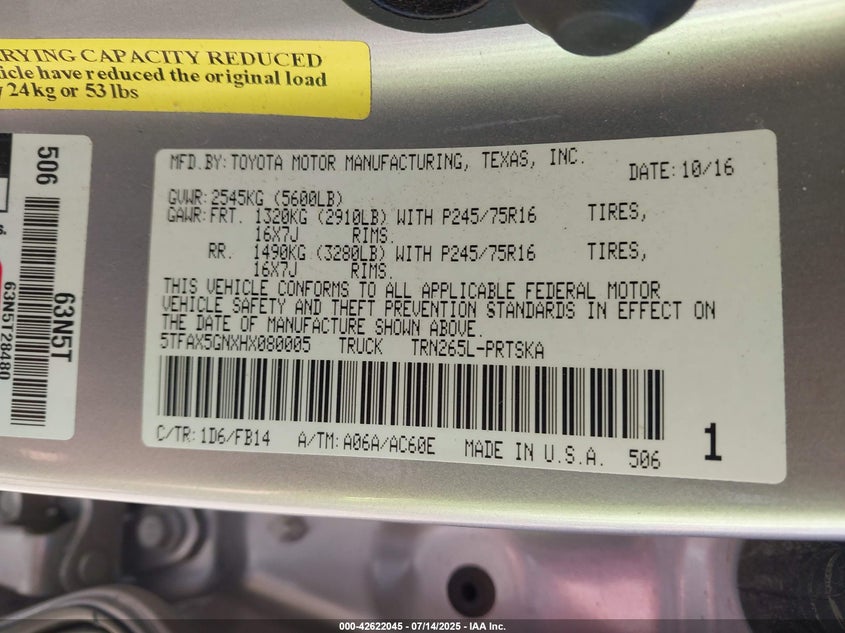 RYING CAPACITY REDUCED
icle have reduced the original load
24kg or 53 lbs
506
s.
63N5T
63N5T28480
MFD.BY: TOYOTA MOTOR MANUFACTURING, TEXAS, INC. DATE: 10/16
GVWR: 2545KG (5600LB)
GAWR: FRT. 1320KG (2910LB) WITH P245/75R16 TIRES,
16X7J RIMS.
RR. 1490KG (3280LB) WITH P245/75R16 TIRES,
16X7J RIMS.
THIS VEHICLE CONFORMS TO ALL APPLICABLE FEDERAL MOTOR
VEHICLE SAFETY AND THEFT PREVENTION STANDARDS IN EFFECT ON
THE DATE OF MANUFACTURE SHOWN ABOVE.
5TFAX5GNXHX080005 TRUCK TRN265L-PRTSKA
C/TR: 1D6/FB14 A/TM: A06A/AC60E MADE IN U.S.A. 506 1
000-42622045 - 07/14/2025 - IAA Inc.